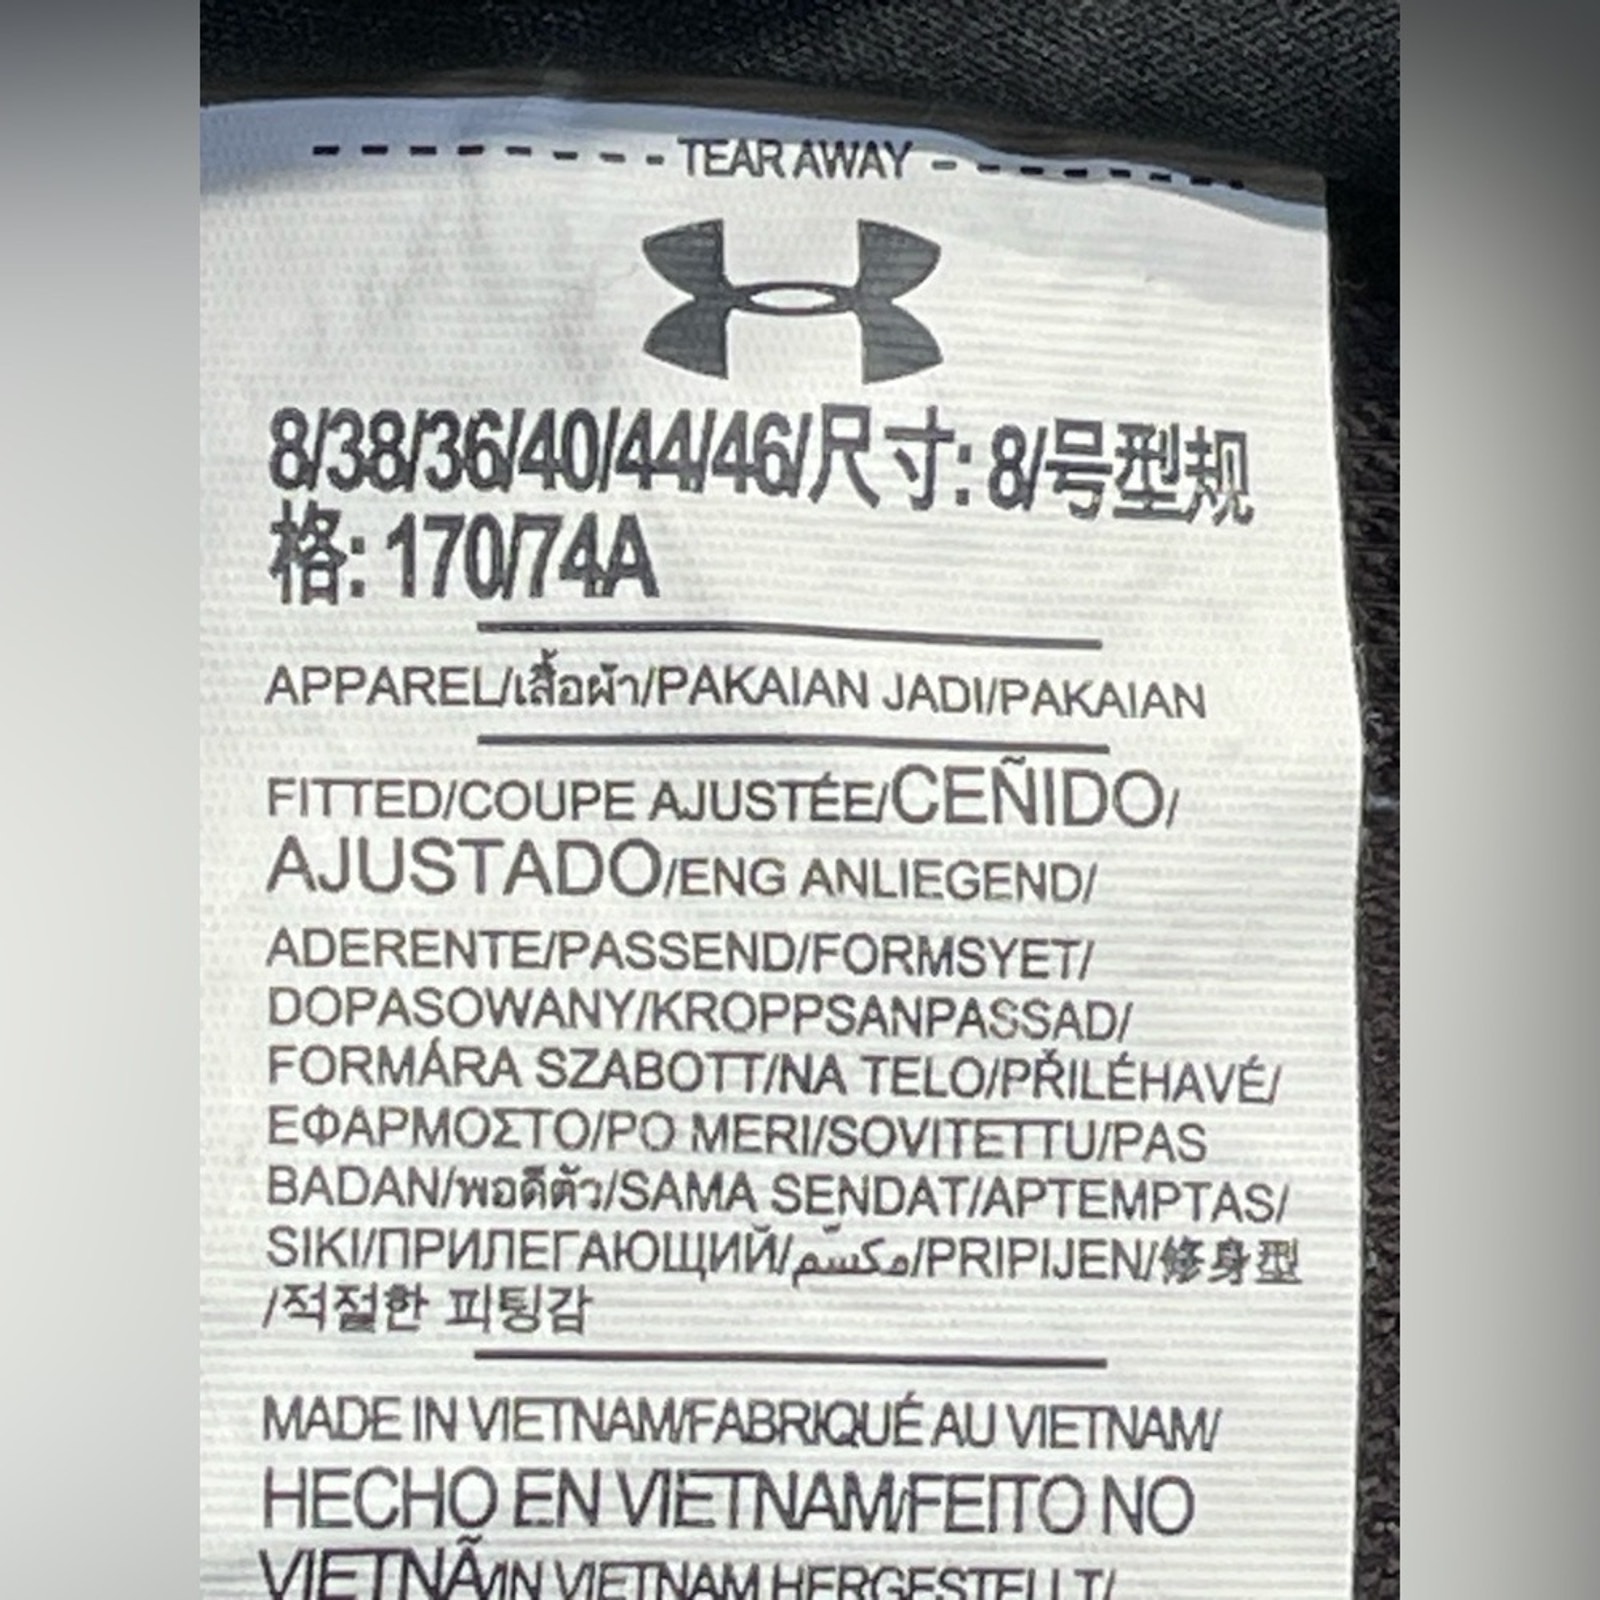 TEAR AWAY
8/38/36/40/44/46/尺寸: 8/号型规
格: 170/74A
APPAREL/เสื้อผ้า/PAKAIAN JADI/PAKAIAN
FITTED/COUPE AJUSTÉE/CEÑIDO/
AJUSTADO/ENG ANLIEGEND/
ADERENTE/PASSEND/FORMSYET/
DOPASOWANY/KROPPSANPASSAD/
FORMÁRA SZABOTT/NA TELO/PŘILÉHAVÉ/
ΕΦΑΡΜΟΣΤΟ/PO MERI/SOVITETTU/PAS
BADAN/พอดีตัว/SAMA SENDAT/APTEMPTAS/
SIKI/ПРИЛЕГАЮЩИЙ/مكسّم/PRIPIJEN/修身型
/적절한 피팅감
MADE IN VIETNAM/FABRIQUÉ AU VIETNAM/
HECHO EN VIETNAM/FEITO NO
VIETNÃ/IN VIETNAM HERGESTELLT/